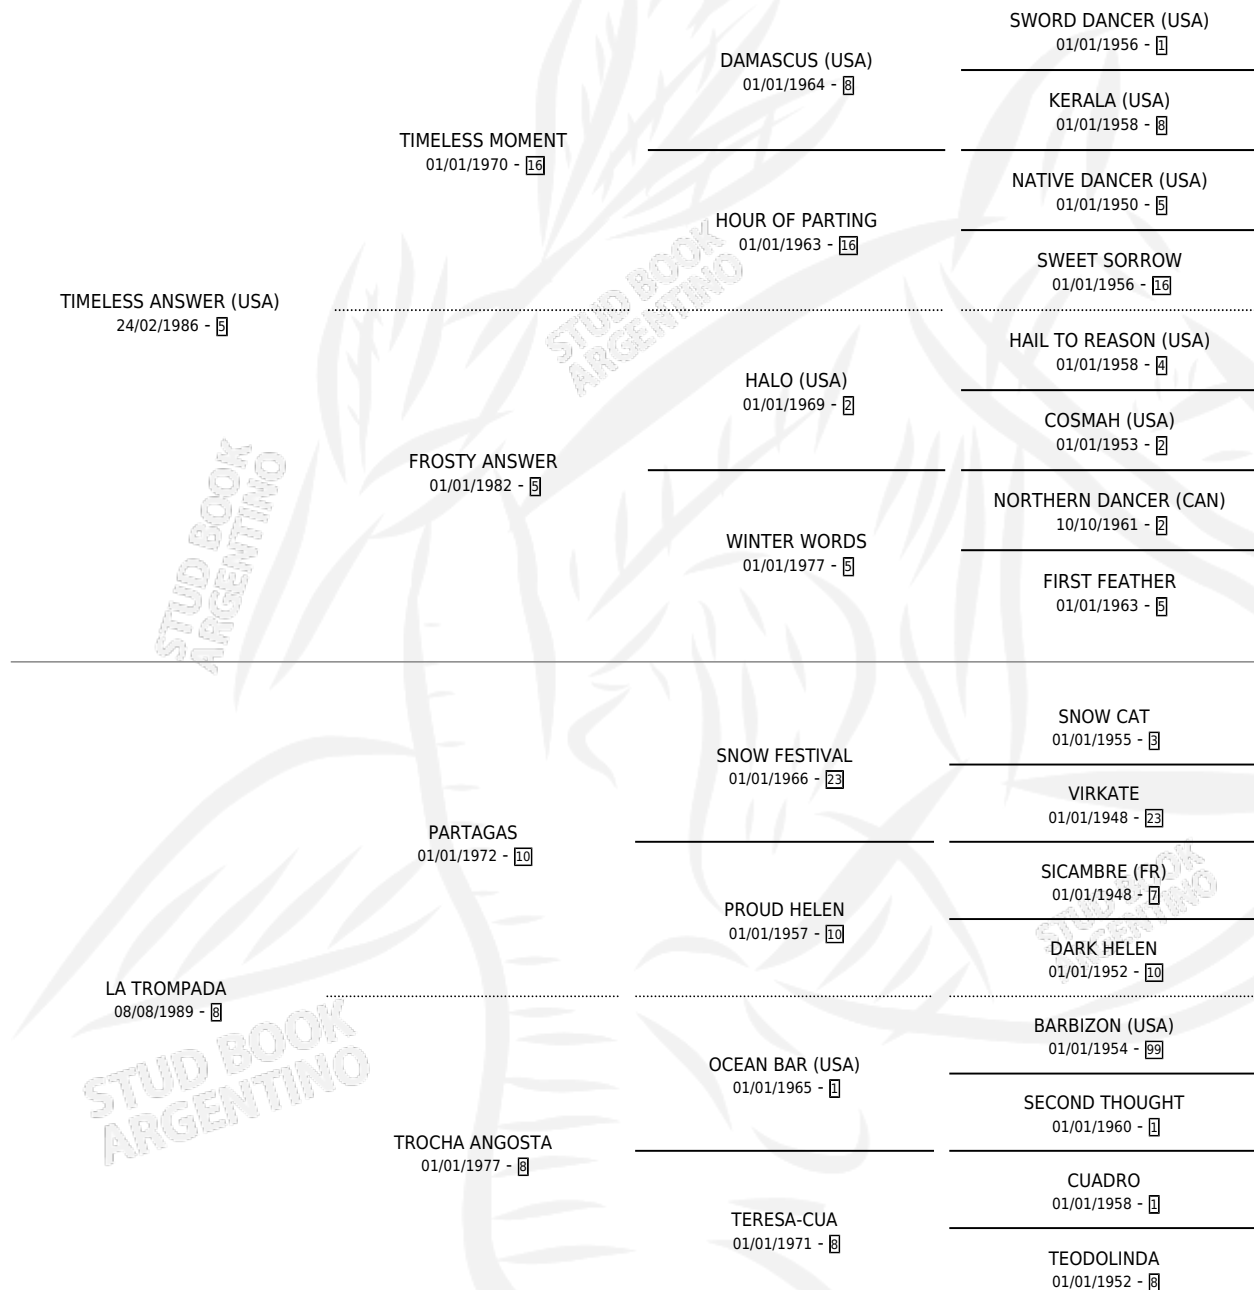 SWORD DANCER (USA)
01/01/1956 - 1
DAMASCUS (USA)
01/01/1964 - 8
KERALA (USA)
01/01/1958 - 8
TIMELESS MOMENT
01/01/1970 - 16
NATIVE DANCER (USA)
01/01/1950 - 5
HOUR OF PARTING
01/01/1963 - 16
SWEET SORROW
01/01/1956 - 16
TIMELESS ANSWER (USA)
24/02/1986 - 5
HAIL TO REASON (USA)
01/01/1958 - 4
HALO (USA)
01/01/1969 - 2
COSMAH (USA)
01/01/1953 - 2
FROSTY ANSWER
01/01/1982 - 5
NORTHERN DANCER (CAN)
10/10/1961 - 2
WINTER WORDS
01/01/1977 - 5
FIRST FEATHER
01/01/1963 - 5
SNOW CAT
01/01/1955 - 3
SNOW FESTIVAL
01/01/1966 - 23
VIRKATE
01/01/1948 - 23
PARTAGAS
01/01/1972 - 10
SICAMBRE (FR)
01/01/1948 - 7
PROUD HELEN
01/01/1957 - 10
DARK HELEN
01/01/1952 - 10
LA TROMPADA
08/08/1989 - 8
BARBIZON (USA)
01/01/1954 - 99
OCEAN BAR (USA)
01/01/1965 - 1
SECOND THOUGHT
01/01/1960 - 1
TROCHA ANGOSTA
01/01/1977 - 8
CUADRO
01/01/1958 - 1
TERESA-CUA
01/01/1971 - 8
TEODOLINDA
01/01/1952 - 8
STUD BOOK
ARGENTINO
STUD BOOK
ARGENTINO
STUD BOOK
ARGENTINO
STUD BOOK
ARGENTINO